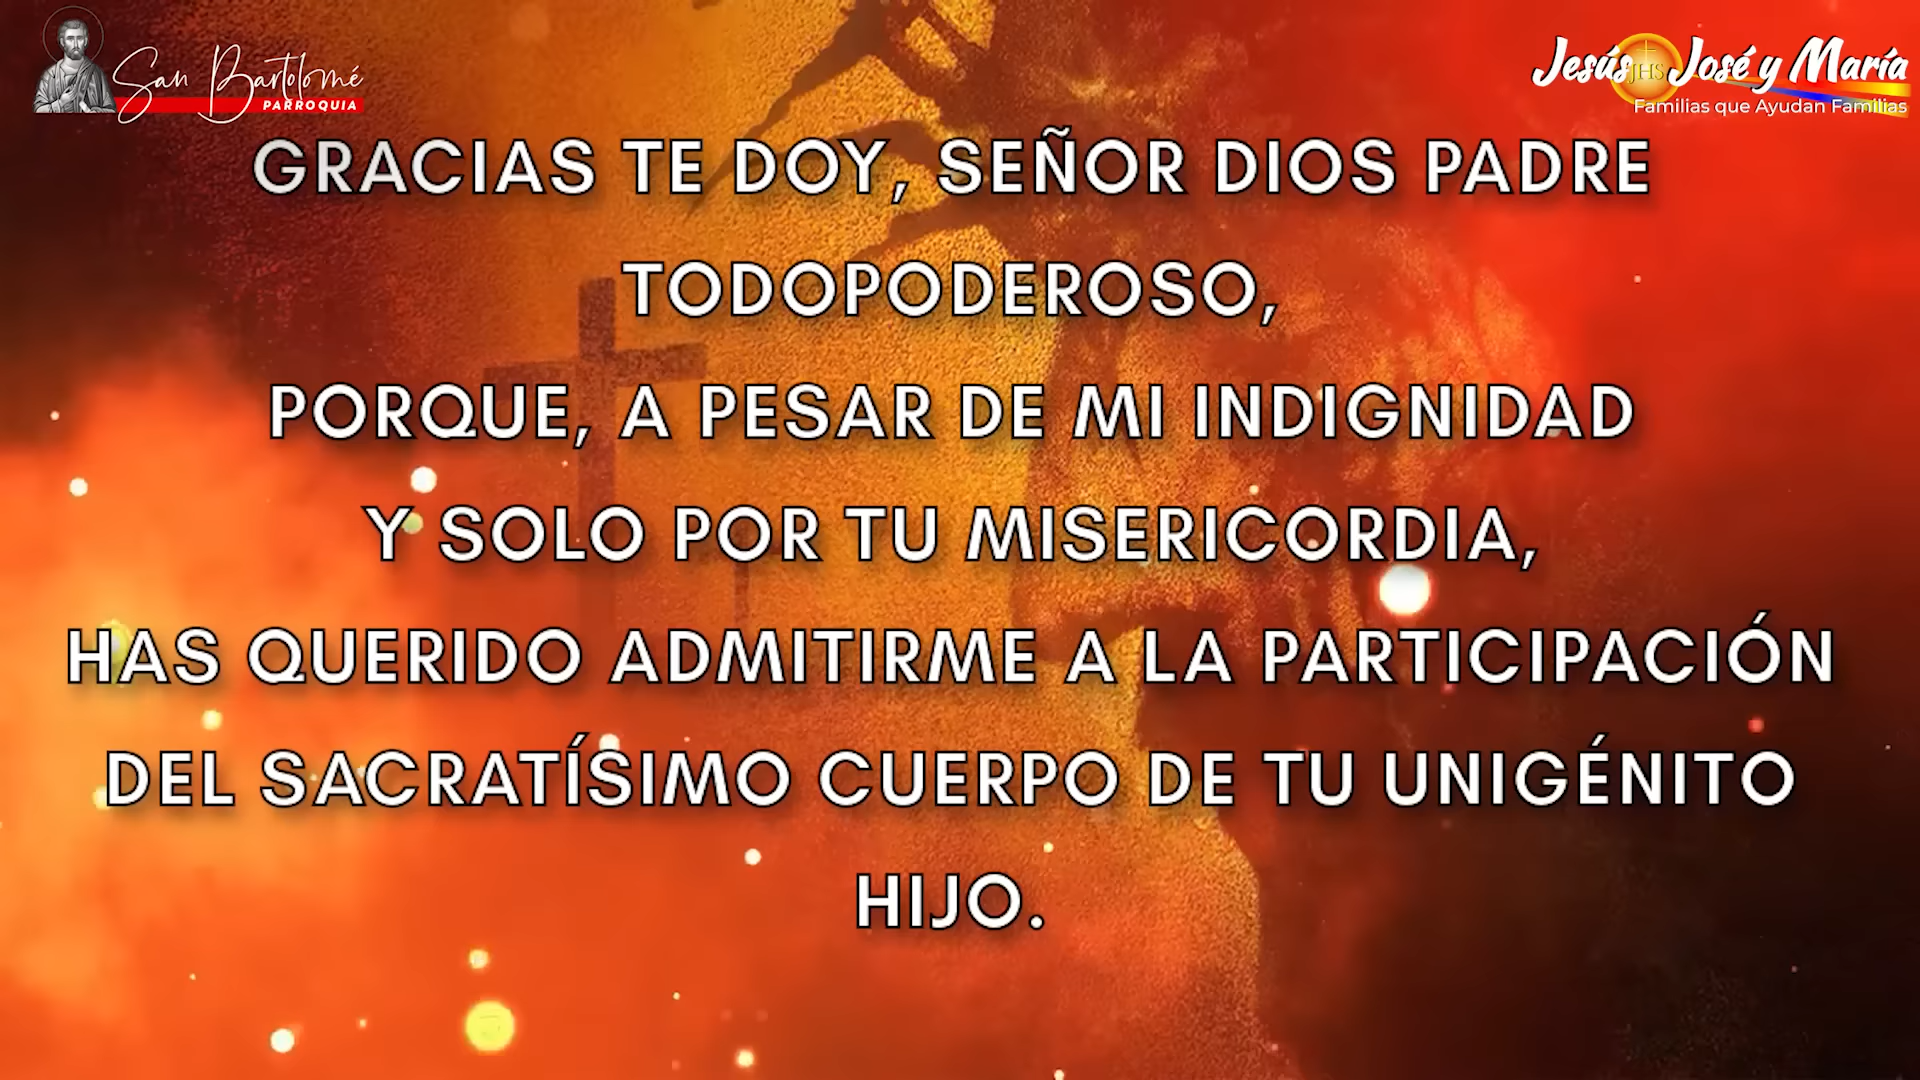 San Bartolomé
PARROQUIA
Jesús JHS José y María
Familias que Ayudan Familias
GRACIAS TE DOY, SEÑOR DIOS PADRE
TODOPODEROSO,
PORQUE, A PESAR DE MI INDIGNIDAD
Y SOLO POR TU MISERICORDIA,
HAS QUERIDO ADMITIRME A LA PARTICIPACIÓN
DEL SACRATÍSIMO CUERPO DE TU UNIGÉNITO
HIJO.